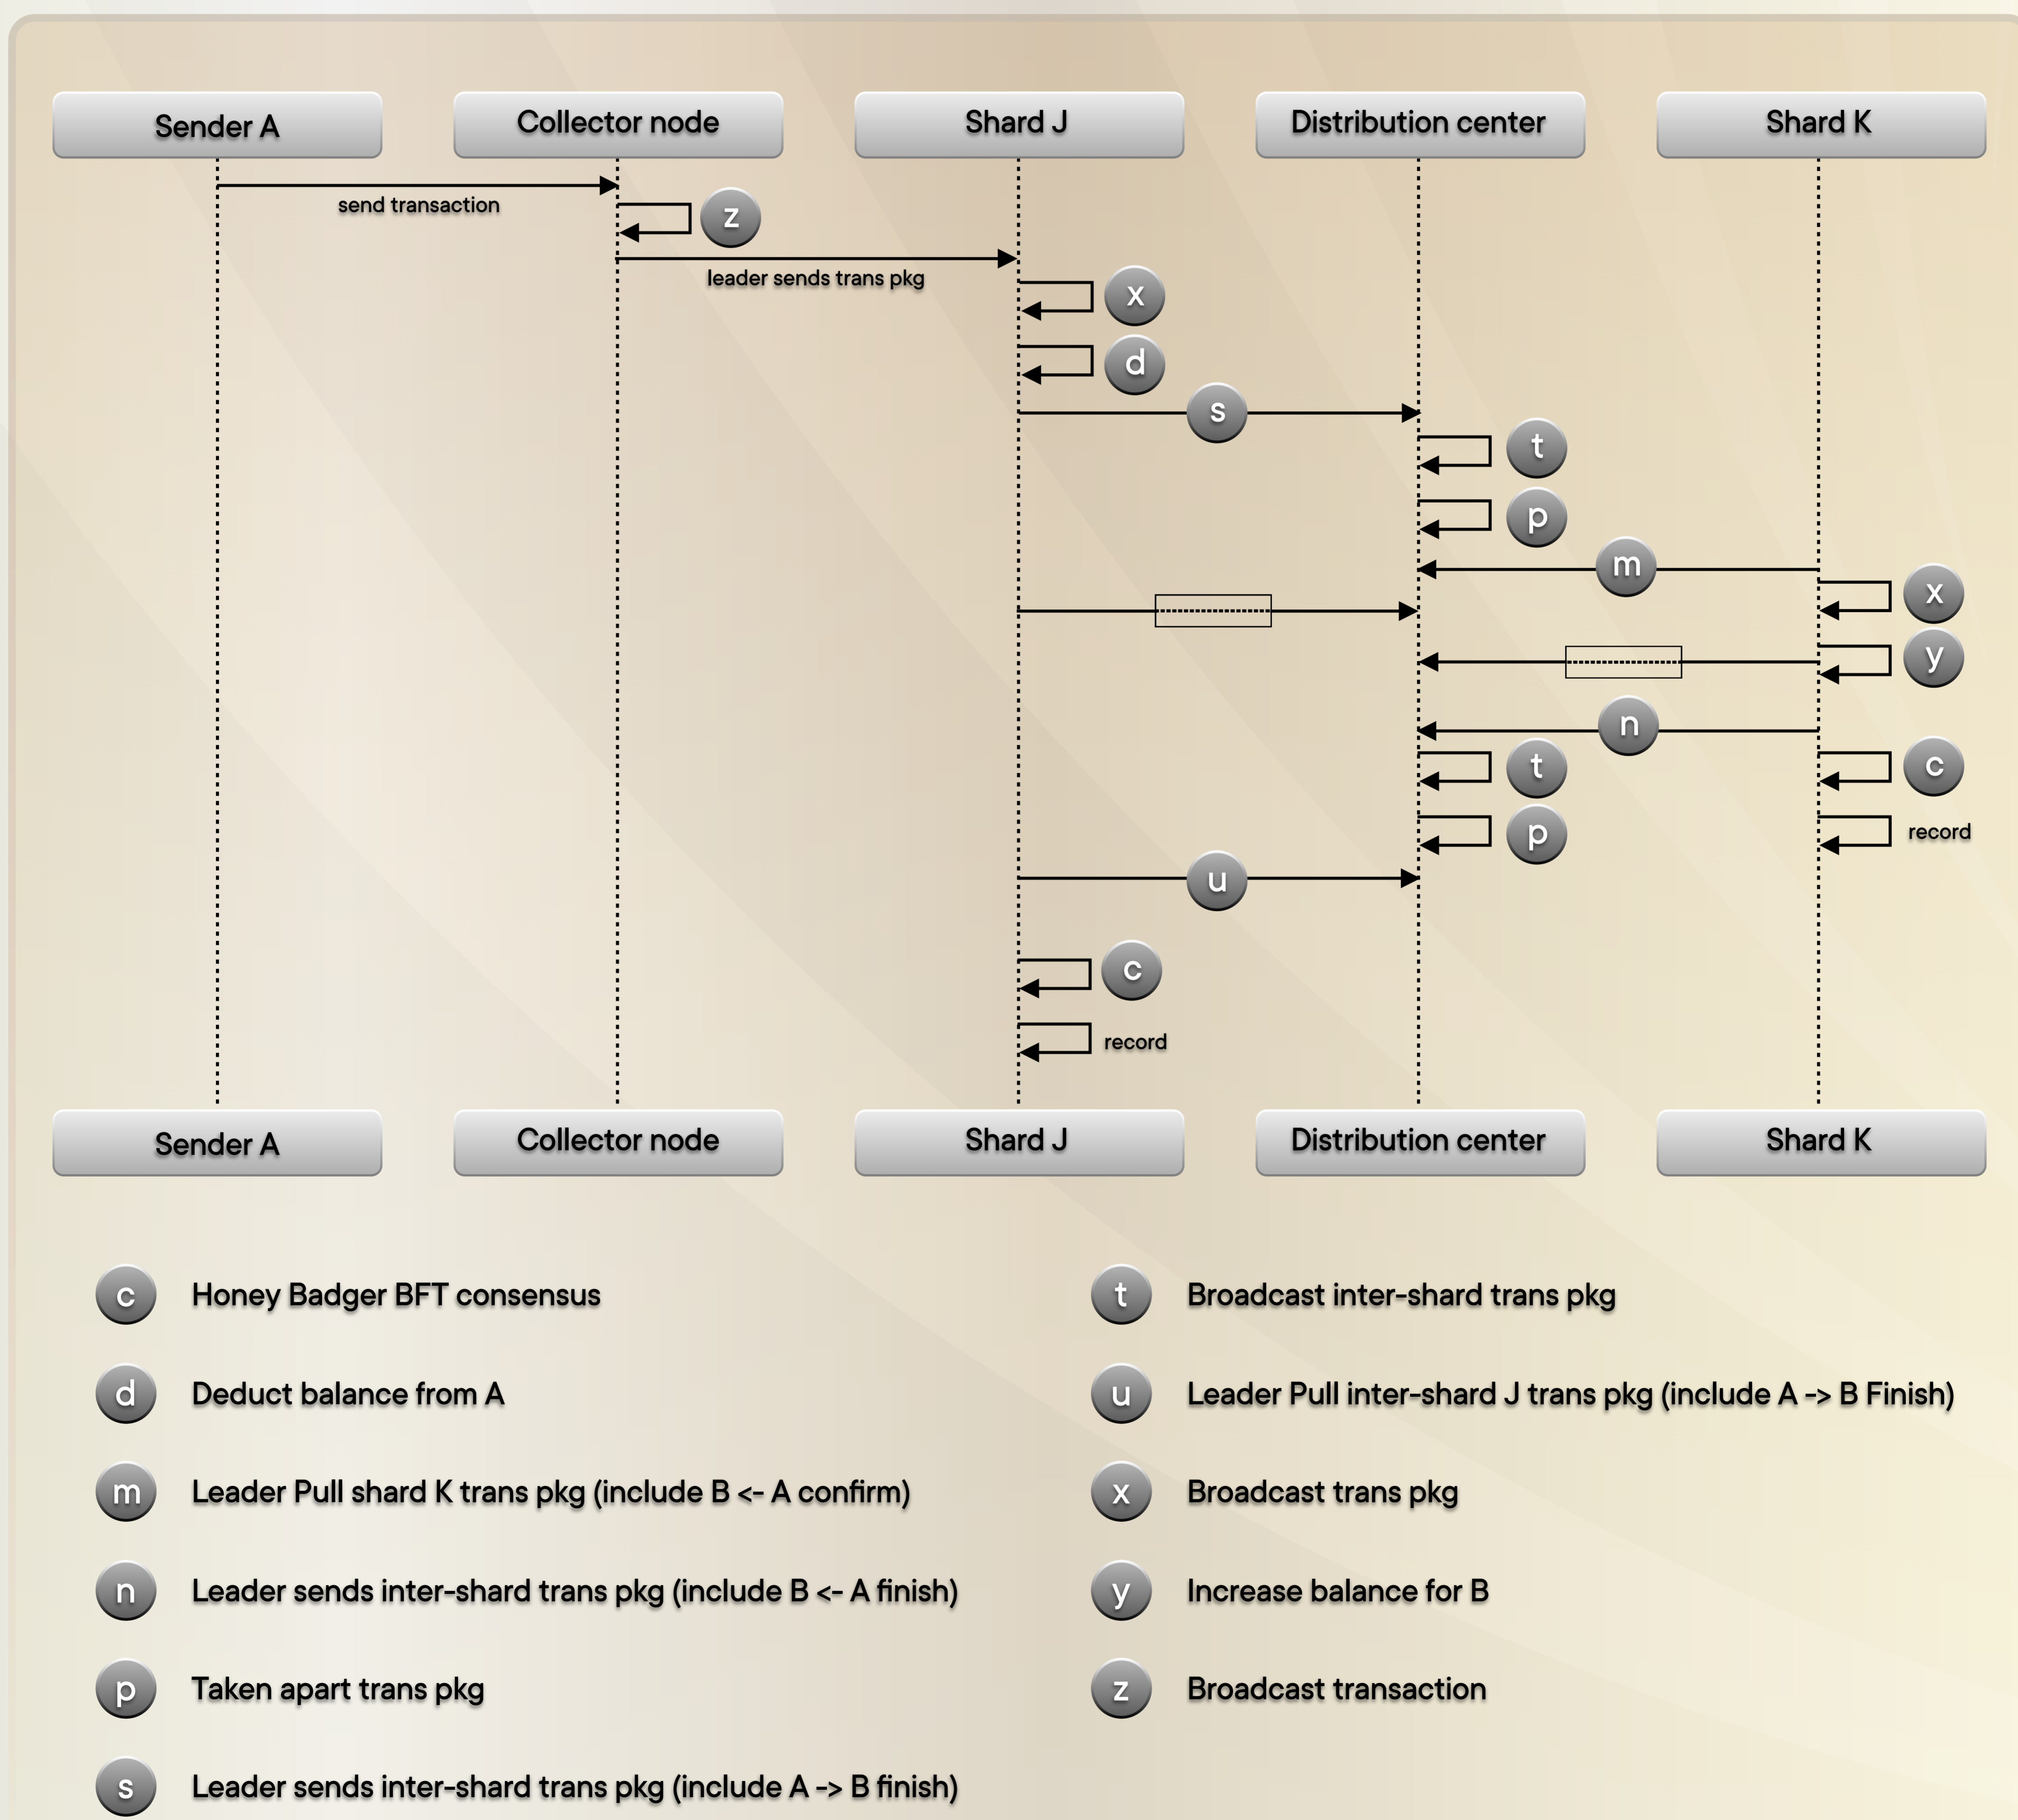 Sender A
Collector node
Shard J
Distribution center
Shard K
send transaction
z
leader sends trans pkg
x
d
s
t
p
m
x
y
n
t
c
p
record
u
c
record
Sender A
Collector node
Shard J
Distribution center
Shard K
c Honey Badger BFT consensus
d Deduct balance from A
m Leader Pull shard K trans pkg (include B <- A confirm)
n Leader sends inter-shard trans pkg (include B <- A finish)
p Taken apart trans pkg
s Leader sends inter-shard trans pkg (include A -> B finish)
t Broadcast inter-shard trans pkg
u Leader Pull inter-shard J trans pkg (include A -> B Finish)
x Broadcast trans pkg
y Increase balance for B
z Broadcast transaction